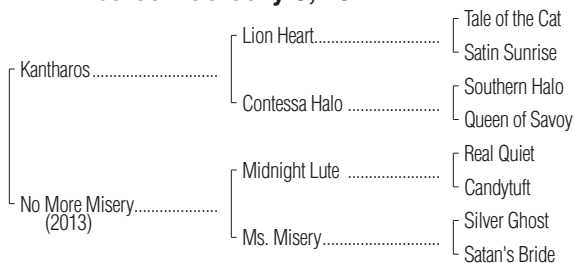 Tale of the Cat
Lion Heart
Satin Sunrise
Kantharos
Southern Halo
Contessa Halo
Queen of Savoy
Real Quiet
Midnight Lute
Candytuft
No More Misery
(2013)
Silver Ghost
Ms. Misery
Satan's Bride